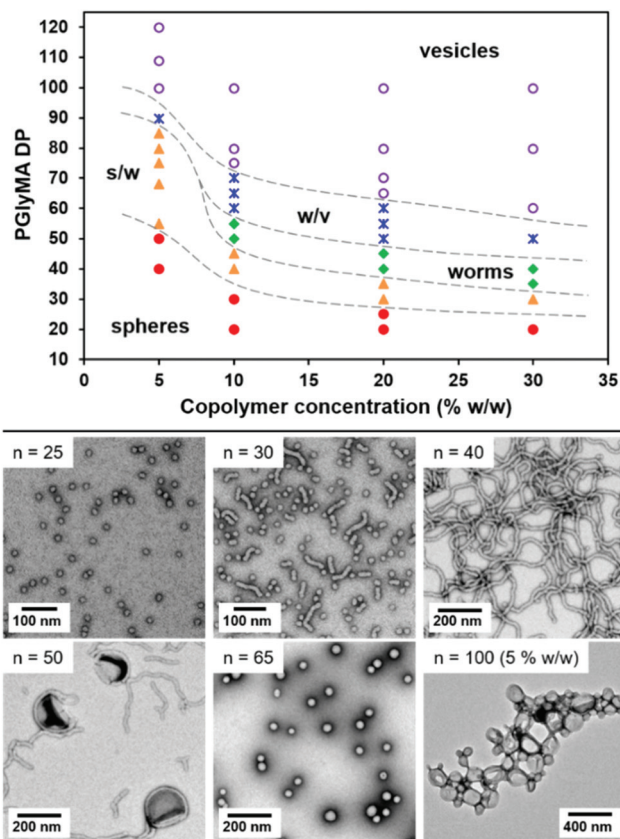 PGlyMA DP
120
110
100
90
80
70
60
50
40
30
20
10
vesicles
s/w
w/v
worms
spheres
0 5 10 15 20 25 30 35
Copolymer concentration (% w/w)
n = 25
100 nm
n = 30
100 nm
n = 40
200 nm
n = 50
200 nm
n = 65
200 nm
n = 100 (5 % w/w)
400 nm